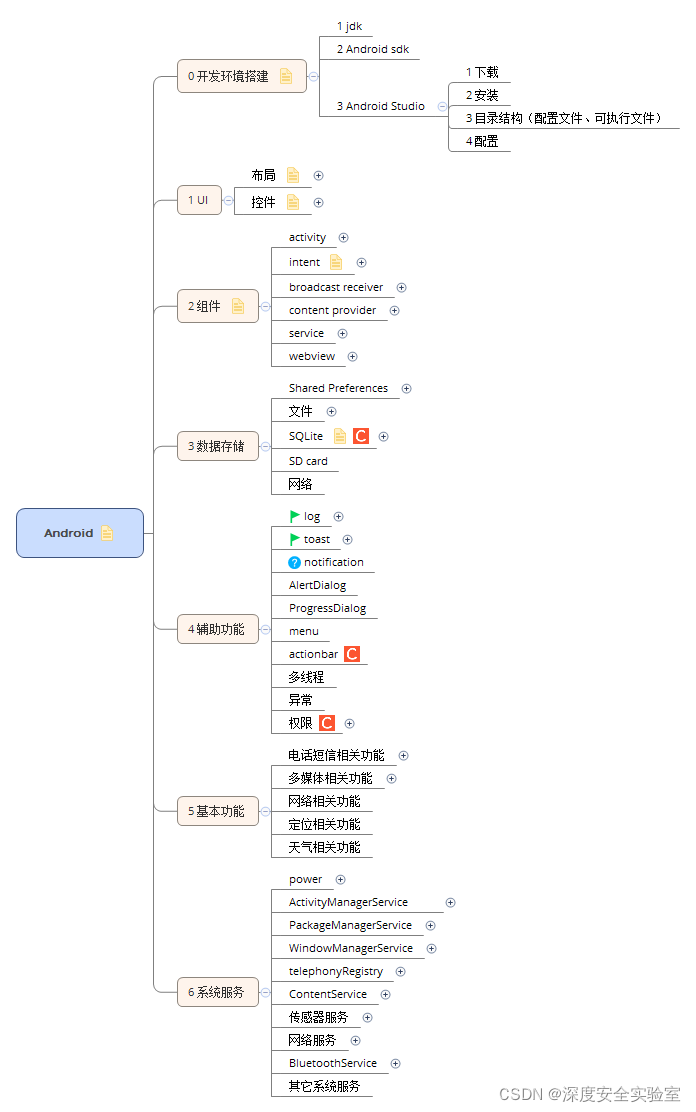 Android
0 开发环境搭建
1 jdk
2 Android sdk
3 Android Studio
1 下载
2 安装
3 目录结构（配置文件、可执行文件）
4 配置
1 UI
布局
控件
2 组件
activity
intent
broadcast receiver
content provider
service
webview
3 数据存储
Shared Preferences
文件
SQLite C
SD card
网络
4 辅助功能
log
toast
? notification
AlertDialog
ProgressDialog
menu
actionbar C
多线程
异常
权限 C
5 基本功能
电话短信相关功能
多媒体相关功能
网络相关功能
定位相关功能
天气相关功能
6 系统服务
power
ActivityManagerService
PackageManagerService
WindowManagerService
telephonyRegistry
ContentService
传感器服务
网络服务
BluetoothService
其它系统服务
CSDN @深度安全实验室